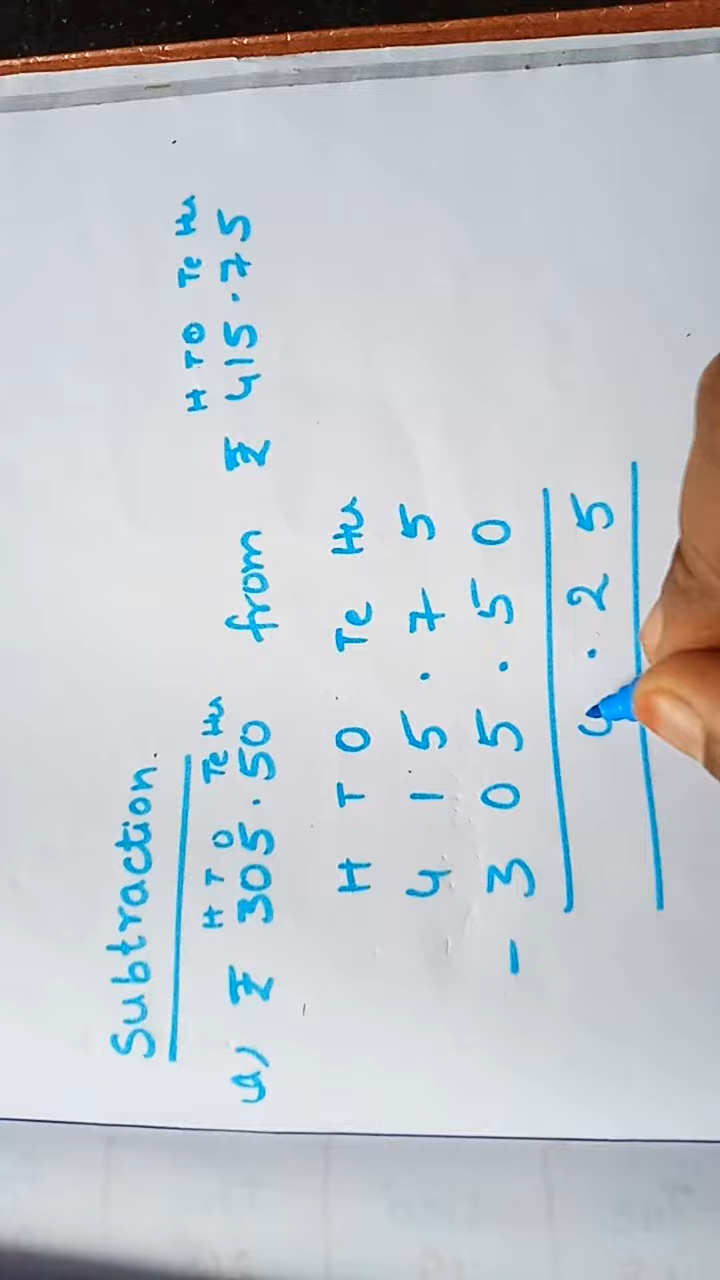 Subtraction.
H T O Te Hu H T O Te Hu
a) ₹ 305.50 from ₹ 415.75
H T O Te Hu
4 1 5 . 7 5
- 3 0 5 . 5 0
. 2 5